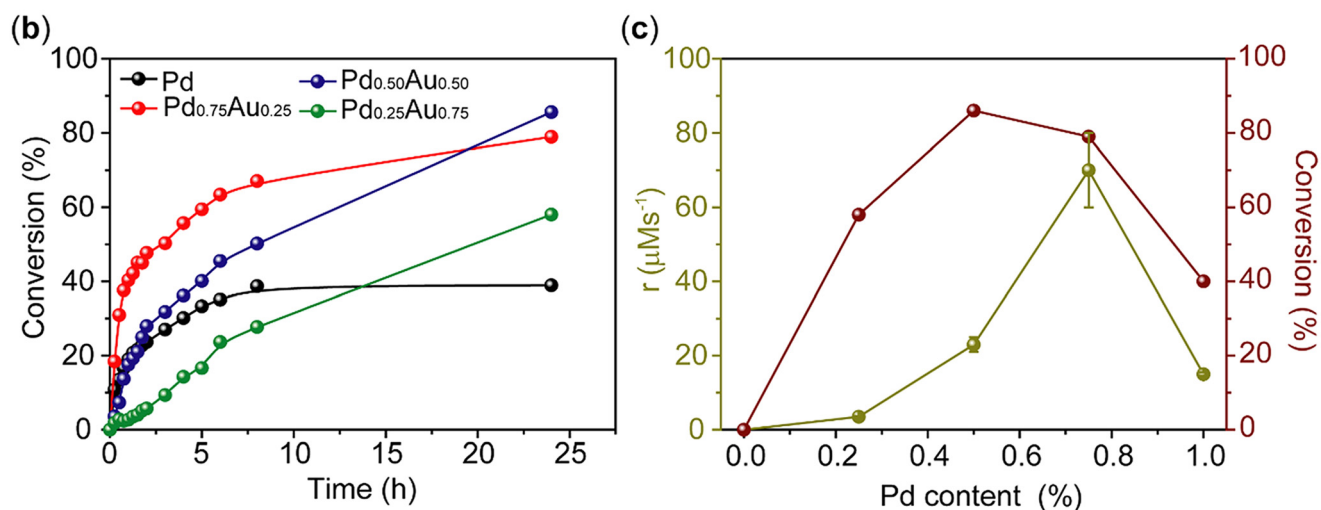 (b)
100
80
60
40
20
0
Conversion (%)
Pd
Pd0.50Au0.50
Pd0.75Au0.25
Pd0.25Au0.75
0 5 10 15 20 25
Time (h)
(c)
100
80
60
40
20
0
r (μMs-1)
0.0 0.2 0.4 0.6 0.8 1.0
Pd content (%)
100
80
60
40
20
0
Conversion (%)